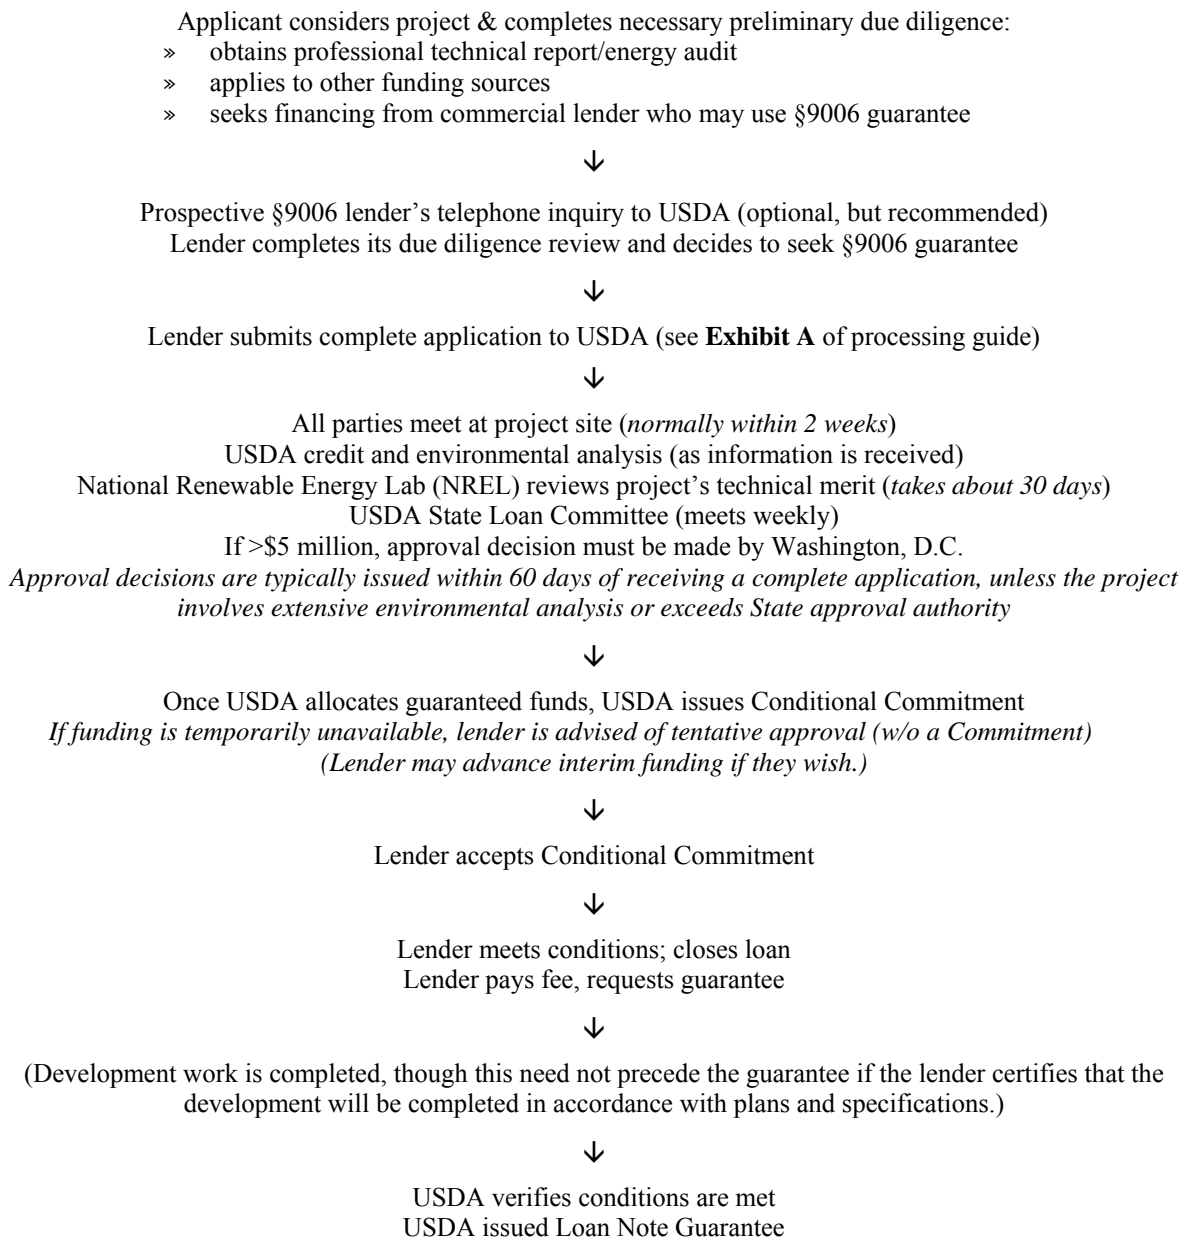 Applicant considers project & completes necessary preliminary due diligence:
» obtains professional technical report/energy audit
» applies to other funding sources
» seeks financing from commercial lender who may use §9006 guarantee
↓
Prospective §9006 lender's telephone inquiry to USDA (optional, but recommended)
Lender completes its due diligence review and decides to seek §9006 guarantee
↓
Lender submits complete application to USDA (see Exhibit A of processing guide)
↓
All parties meet at project site (normally within 2 weeks)
USDA credit and environmental analysis (as information is received)
National Renewable Energy Lab (NREL) reviews project's technical merit (takes about 30 days)
USDA State Loan Committee (meets weekly)
If >$5 million, approval decision must be made by Washington, D.C.
Approval decisions are typically issued within 60 days of receiving a complete application, unless the project
involves extensive environmental analysis or exceeds State approval authority
↓
Once USDA allocates guaranteed funds, USDA issues Conditional Commitment
If funding is temporarily unavailable, lender is advised of tentative approval (w/o a Commitment)
(Lender may advance interim funding if they wish.)
↓
Lender accepts Conditional Commitment
↓
Lender meets conditions; closes loan
Lender pays fee, requests guarantee
↓
(Development work is completed, though this need not precede the guarantee if the lender certifies that the
development will be completed in accordance with plans and specifications.)
↓
USDA verifies conditions are met
USDA issued Loan Note Guarantee